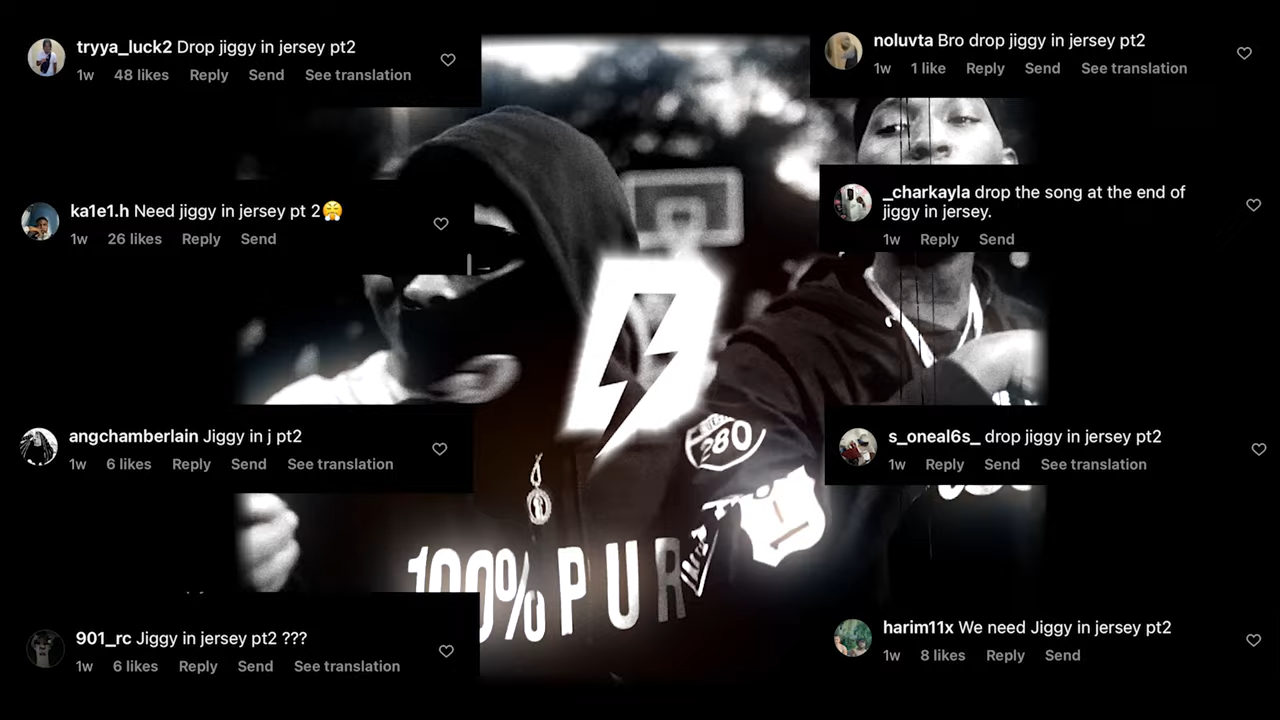 tryya_luck2 Drop jiggy in jersey pt2
1w 48 likes Reply Send See translation
noluvta Bro drop jiggy in jersey pt2
1w 1 like Reply Send See translation
ka1e1.h Need jiggy in jersey pt 2😤
1w 26 likes Reply Send
_charkayla drop the song at the end of
jiggy in jersey.
1w Reply Send
angchamberlain Jiggy in j pt2
1w 6 likes Reply Send See translation
s_oneal6s_ drop jiggy in jersey pt2
1w Reply Send See translation
280
100% PUR
901_rc Jiggy in jersey pt2 ???
1w 6 likes Reply Send See translation
harim11x We need Jiggy in jersey pt2
1w 8 likes Reply Send